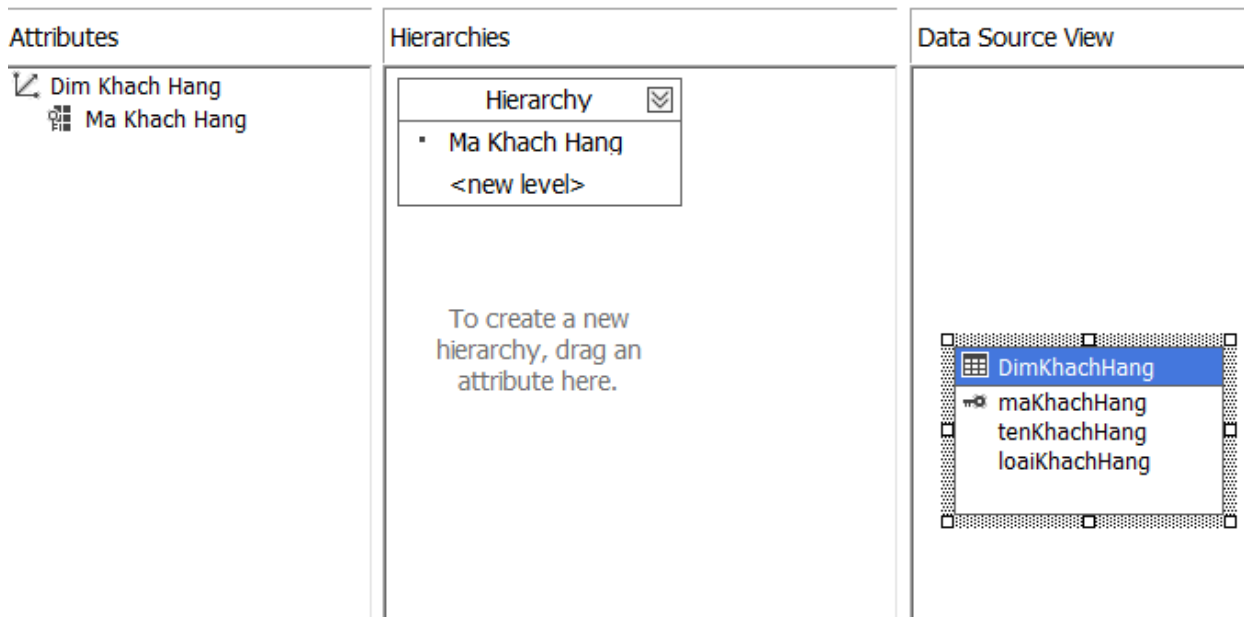 Attributes
Dim Khach Hang
Ma Khach Hang
Hierarchies
Hierarchy
Ma Khach Hang
<new level>
To create a new
hierarchy, drag an
attribute here.
Data Source View
DimKhachHang
maKhachHang
tenKhachHang
loaiKhachHang